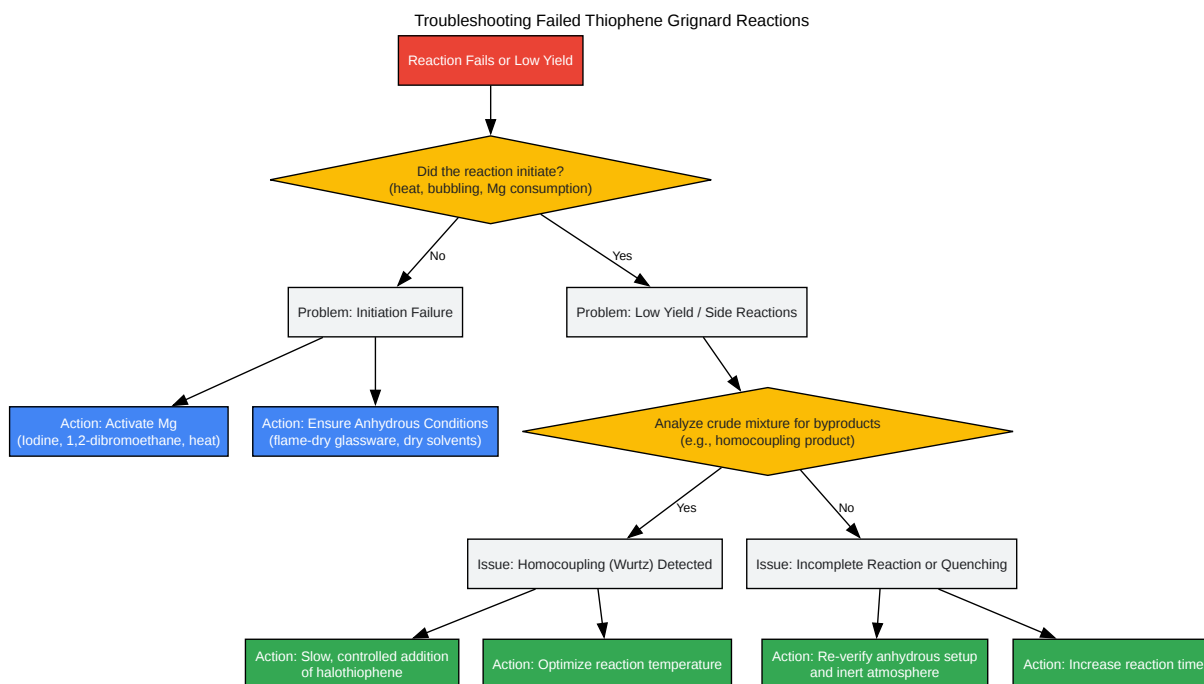 Troubleshooting Failed Thiophene Grignard Reactions
Reaction Fails or Low Yield
Did the reaction initiate?
(heat, bubbling, Mg consumption)
No
Yes
Problem: Initiation Failure
Problem: Low Yield / Side Reactions
Action: Activate Mg
(Iodine, 1,2-dibromoethane, heat)
Action: Ensure Anhydrous Conditions
(flame-dry glassware, dry solvents)
Analyze crude mixture for byproducts
(e.g., homocoupling product)
Yes
No
Issue: Homocoupling (Wurtz) Detected
Issue: Incomplete Reaction or Quenching
Action: Slow, controlled addition
of halothiophene
Action: Optimize reaction temperature
Action: Re-verify anhydrous setup
and inert atmosphere
Action: Increase reaction time